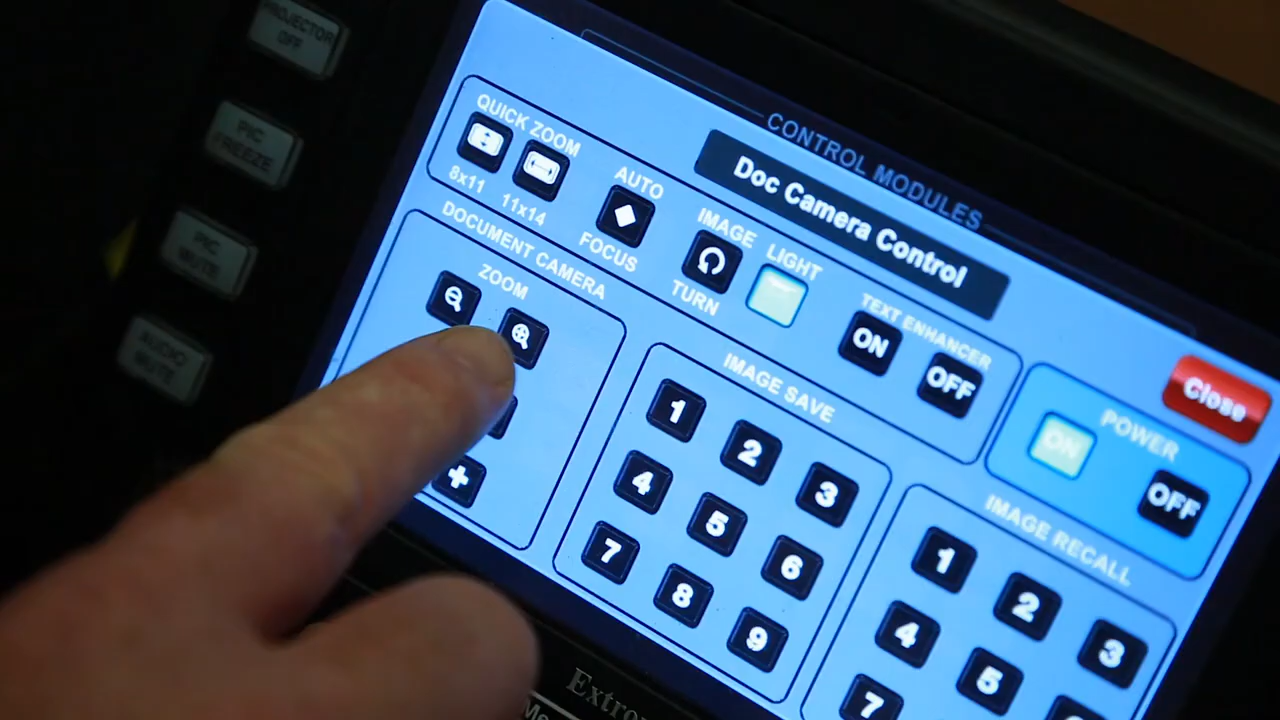 PROJECTOR
OFF
PIC
FREEZE
PIC
MUTE
AUDIO
MUTE
CONTROL MODULES
Doc Camera Control
QUICK ZOOM
8x11
11x14
AUTO
FOCUS
IMAGE
TURN
LIGHT
TEXT ENHANCER
ON
OFF
Close
DOCUMENT CAMERA
ZOOM
+
IMAGE SAVE
1
2
3
4
5
6
7
8
9
POWER
ON
OFF
IMAGE RECALL
1
2
3
4
5
7
Extro